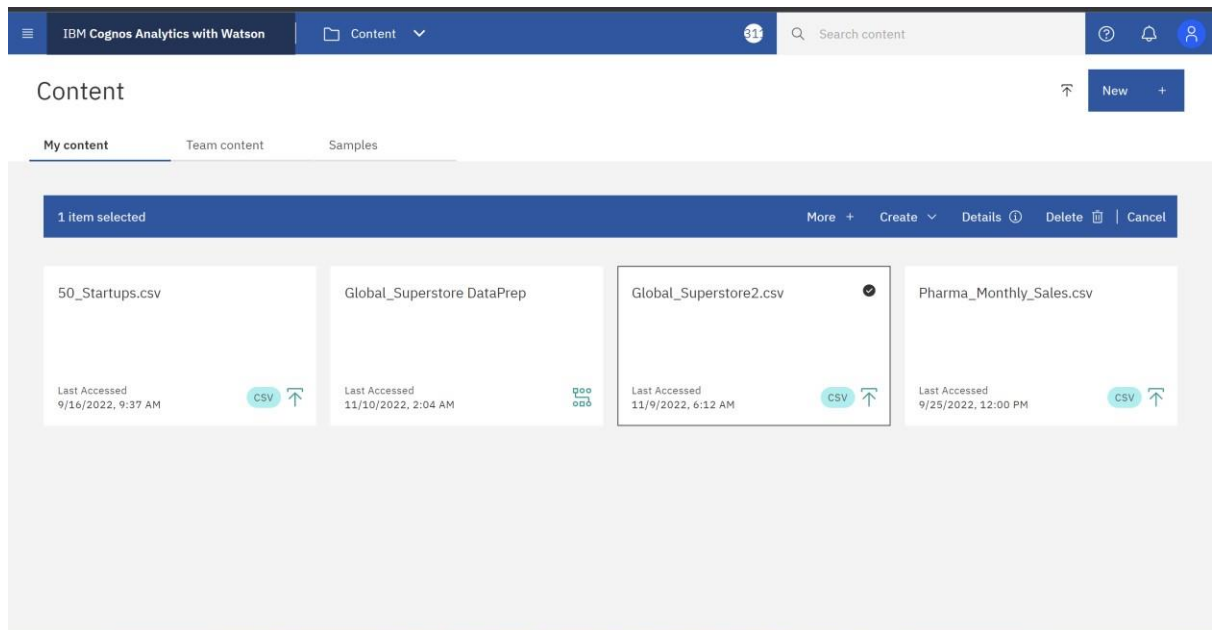 IBM Cognos Analytics with Watson
Content
Search content
Content
New +
My content
Team content
Samples
1 item selected
More +
Create
Details
Delete
Cancel
50_Startups.csv
Last Accessed
9/16/2022, 9:37 AM
CSV
Global_Superstore DataPrep
Last Accessed
11/10/2022, 2:04 AM
Global_Superstore2.csv
Last Accessed
11/9/2022, 6:12 AM
CSV
Pharma_Monthly_Sales.csv
Last Accessed
9/25/2022, 12:00 PM
CSV